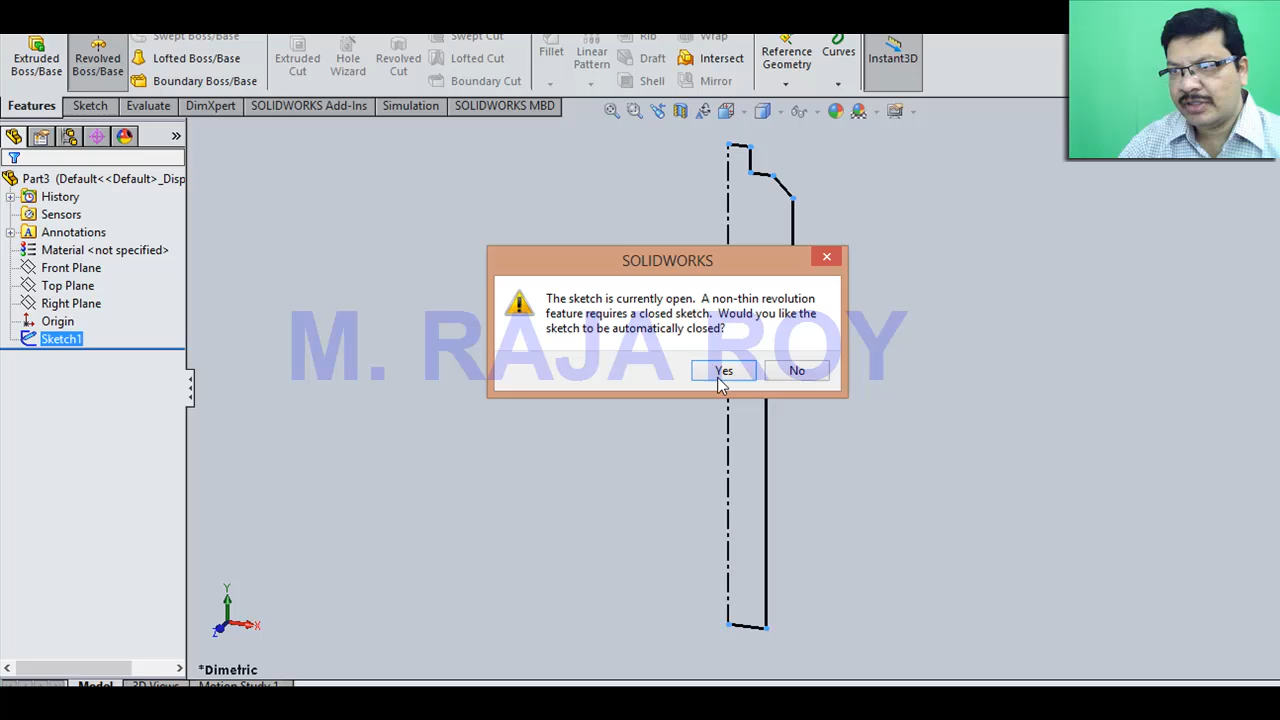 Swept Boss/Base
Swept Cut
Rib
Wrap
Extruded Boss/Base
Revolved Boss/Base
Lofted Boss/Base
Boundary Boss/Base
Extruded Cut
Hole Wizard
Revolved Cut
Lofted Cut
Boundary Cut
Fillet
Linear Pattern
Draft
Shell
Intersect
Mirror
Reference Geometry
Curves
Instant3D
Features
Sketch
Evaluate
DimXpert
SOLIDWORKS Add-Ins
Simulation
SOLIDWORKS MBD
Part3 (Default<<Default>_Disp
History
Sensors
Annotations
Material <not specified>
Front Plane
Top Plane
Right Plane
Origin
Sketch1
SOLIDWORKS
The sketch is currently open. A non-thin revolution
feature requires a closed sketch. Would you like the
sketch to be automatically closed?
Yes
No
M. RAJA ROY
Y
X
Z
*Dimetric
Model
3D Views
Motion Study 1